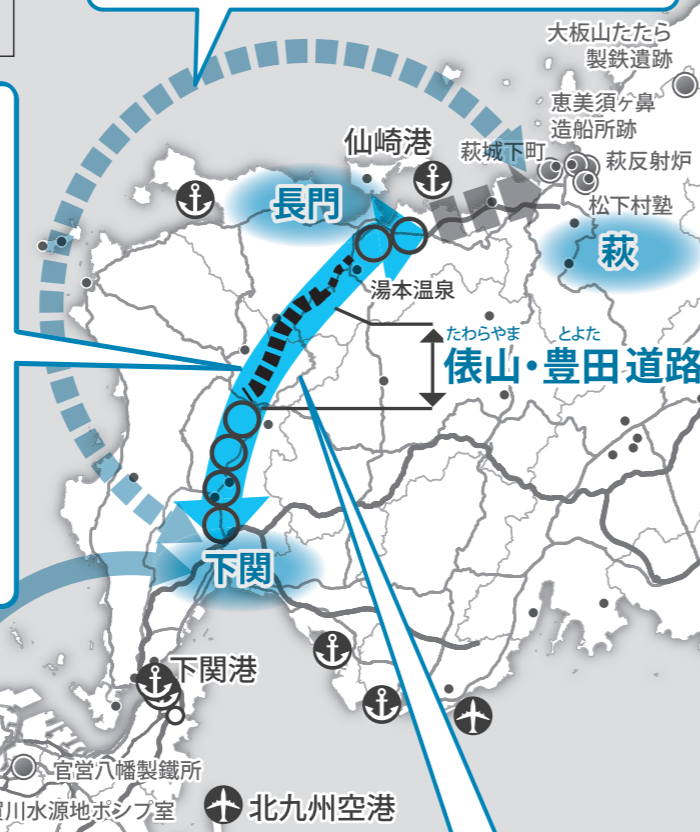 大板山たたら
製鉄遺跡
恵美須ヶ鼻
造船所跡
仙崎港
萩城下町
萩反射炉
長門
松下村塾
萩
湯本温泉
たわらやま とよた
俵山・豊田道路
下関
下関港
官営八幡製鐵所
賀川水源地ポンプ室
北九州空港